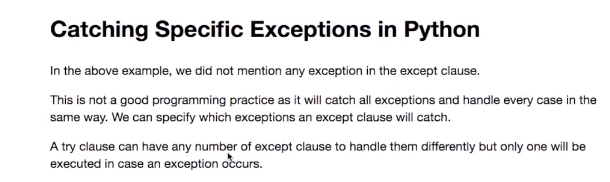 Catching Specific Exceptions in Python
In the above example, we did not mention any exception in the except clause.
This is not a good programming practice as it will catch all exceptions and handle every case in the
same way. We can specify which exceptions an except clause will catch.
A try clause can have any number of except clause to handle them differently but only one will be
executed in case an exception occurs.